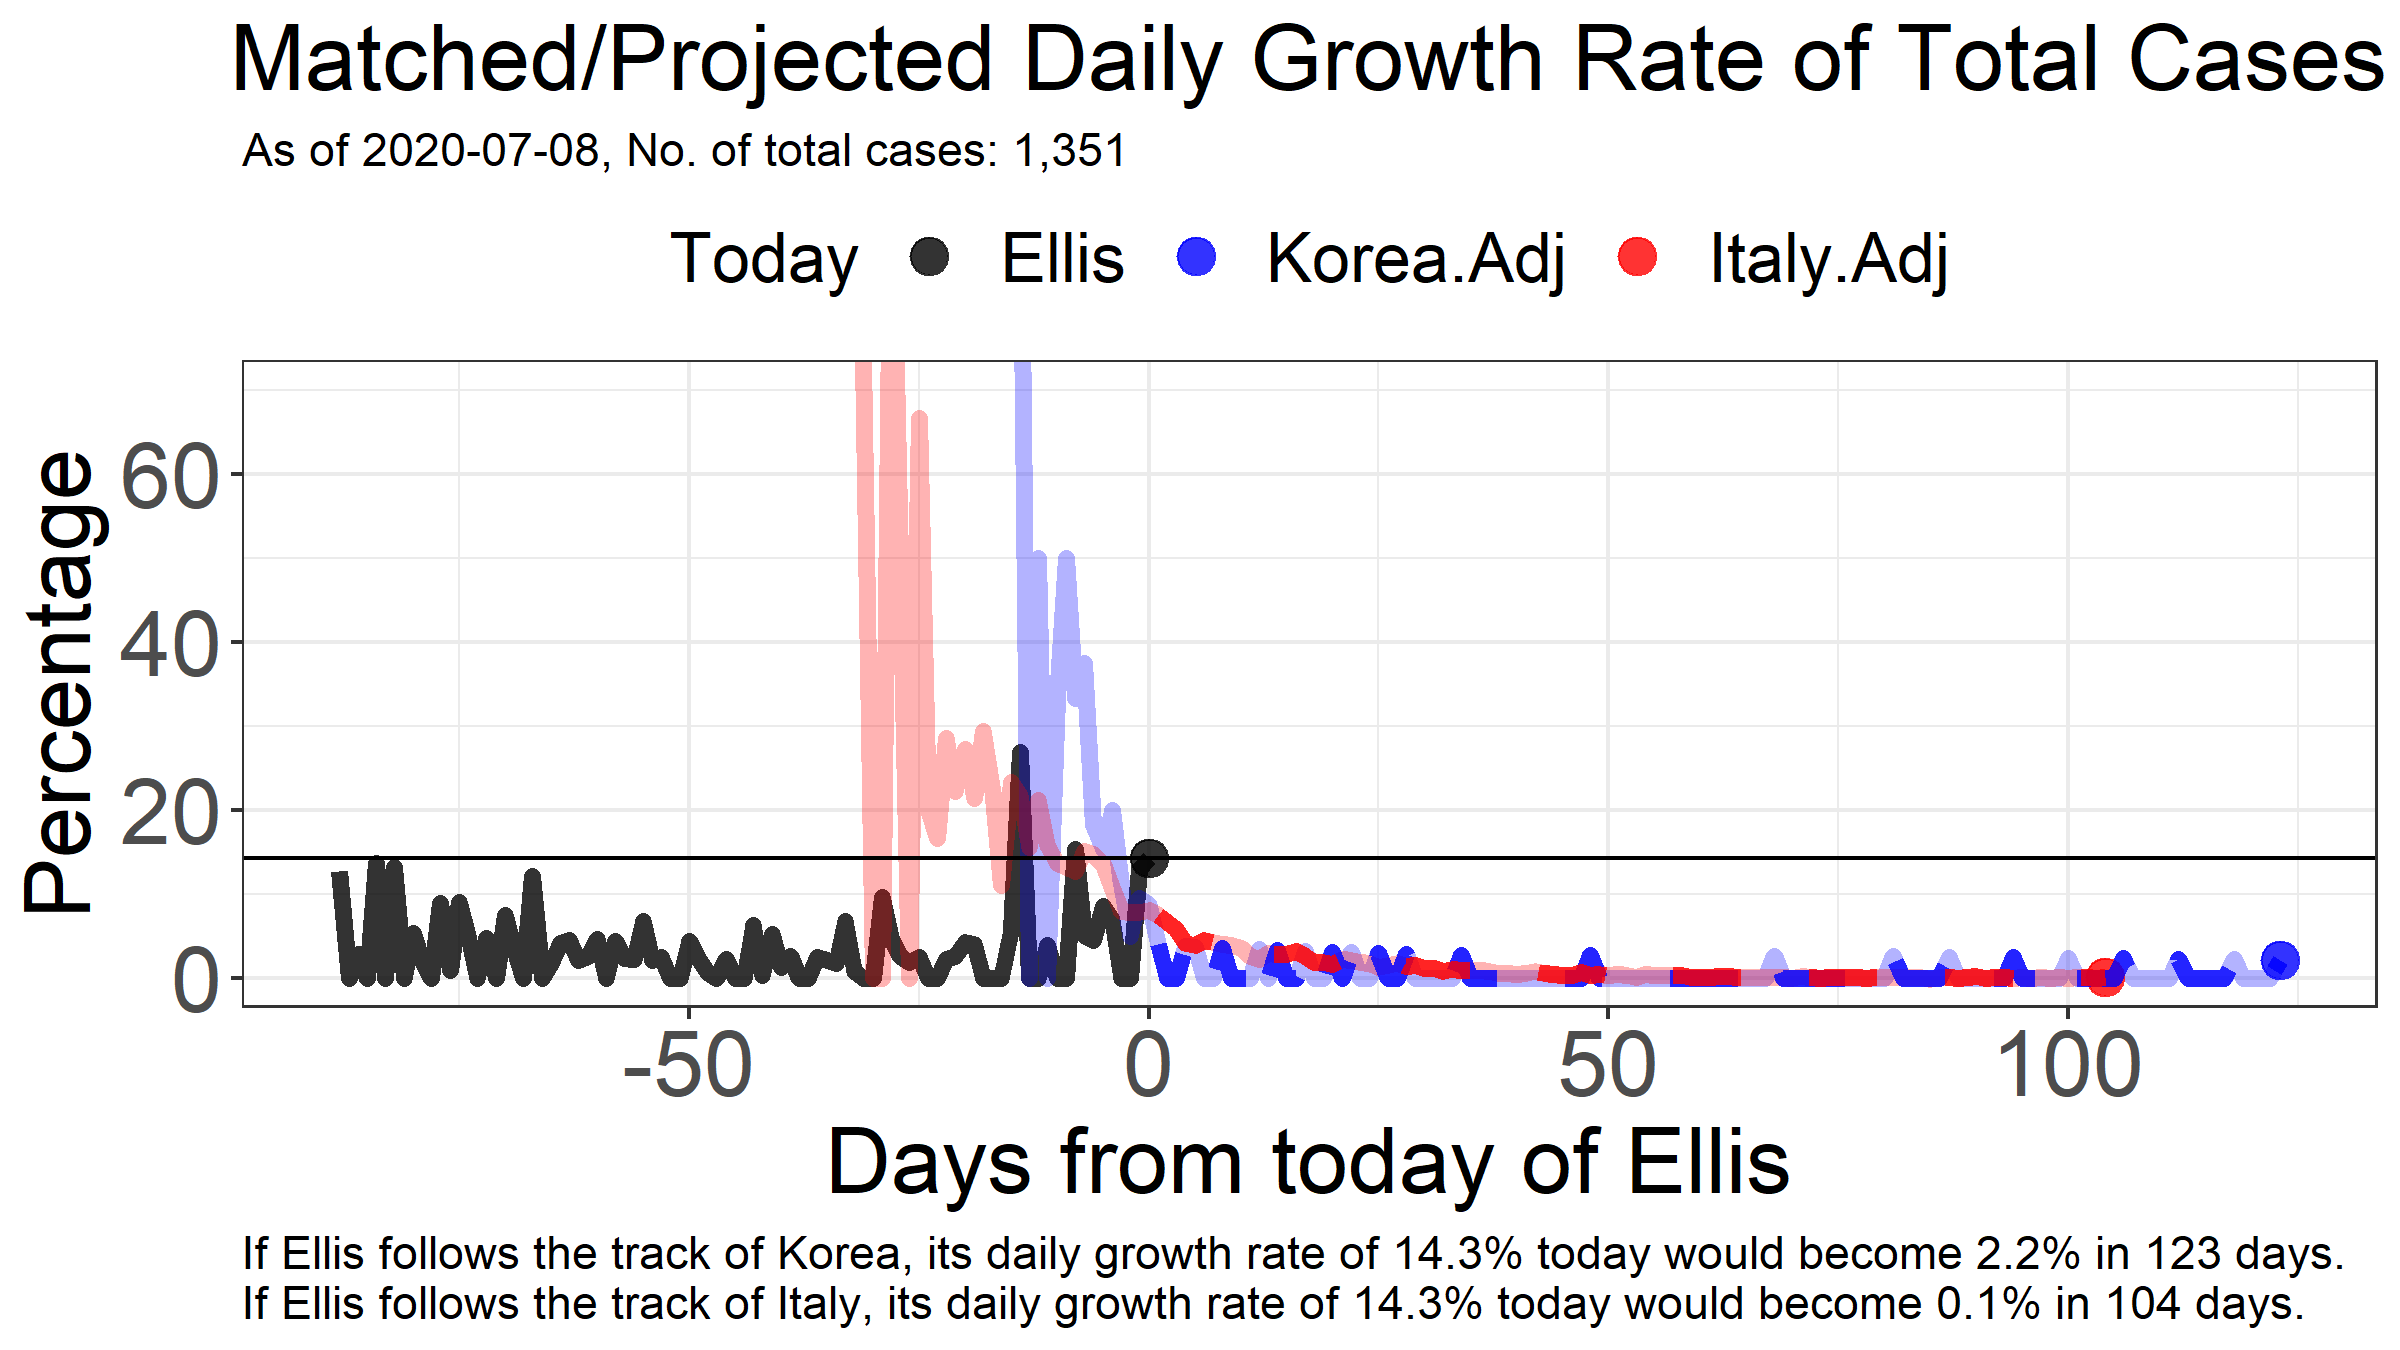 Matched/Projected Daily Growth Rate of Total Cases
As of 2020-07-08, No. of total cases: 1,351
Today Ellis Korea.Adj Italy.Adj
Percentage
60
40
20
0
-50 0 50 100
Days from today of Ellis
If Ellis follows the track of Korea, its daily growth rate of 14.3% today would become 2.2% in 123 days.
If Ellis follows the track of Italy, its daily growth rate of 14.3% today would become 0.1% in 104 days.